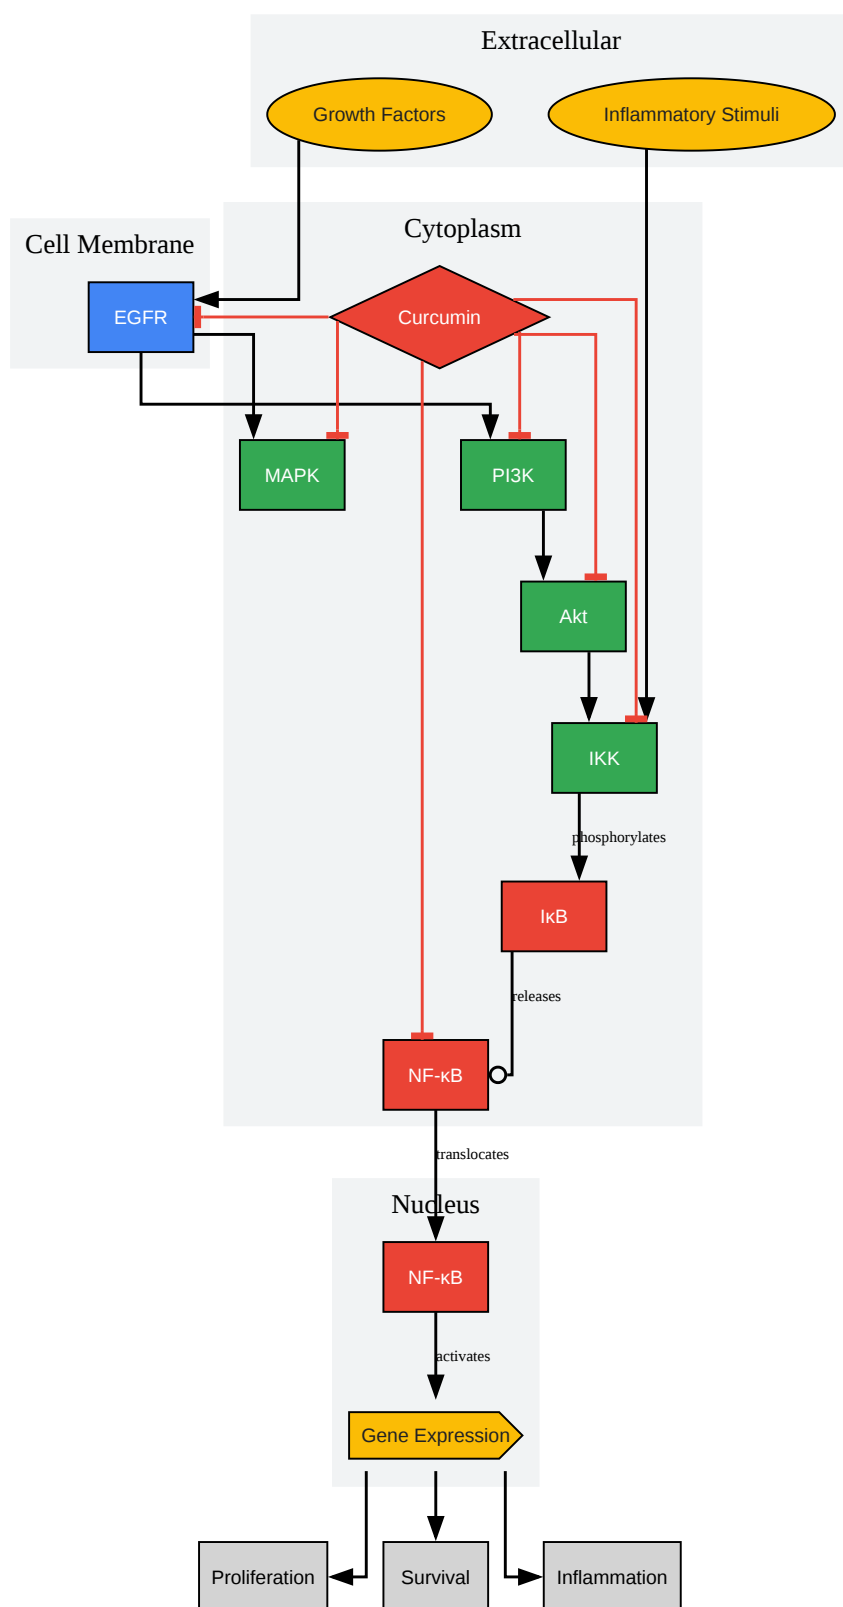 Extracellular
Growth Factors
Inflammatory Stimuli
Cell Membrane
Cytoplasm
EGFR
Curcumin
MAPK
PI3K
Akt
IKK
phosphorylates
IκB
releases
NF-κB
translocates
Nucleus
NF-κB
activates
Gene Expression
Proliferation
Survival
Inflammation